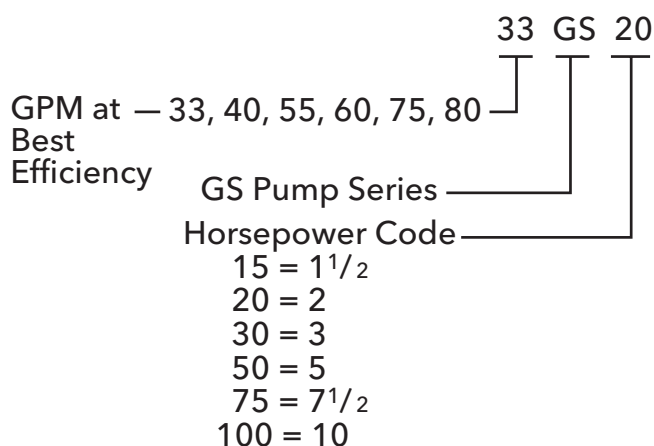 33 GS 20
GPM at — 33, 40, 55, 60, 75, 80
Best
Efficiency
GS Pump Series
Horsepower Code
15 = 1 1/2
20 = 2
30 = 3
50 = 5
75 = 7 1/2
100 = 10